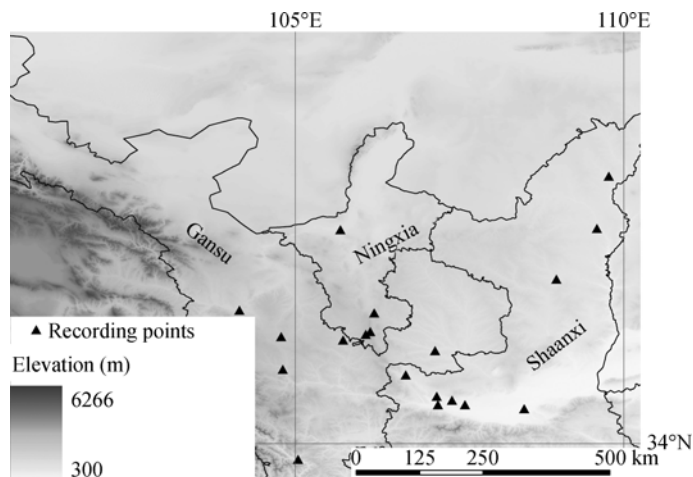 105°E 110°E
Gansu
Ningxia
▲ Recording points
Elevation (m)
Shaanxi
6266
300
34°N
0 125 250 500 km